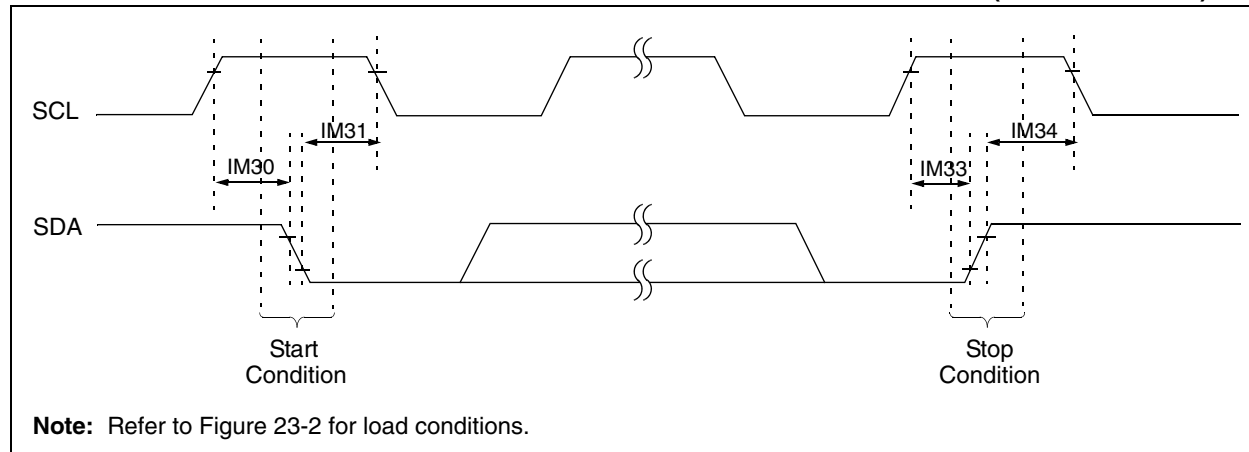 SCL
IM31
IM34
IM30
IM33
SDA
Start
Condition
Stop
Condition
Note: Refer to Figure 23-2 for load conditions.